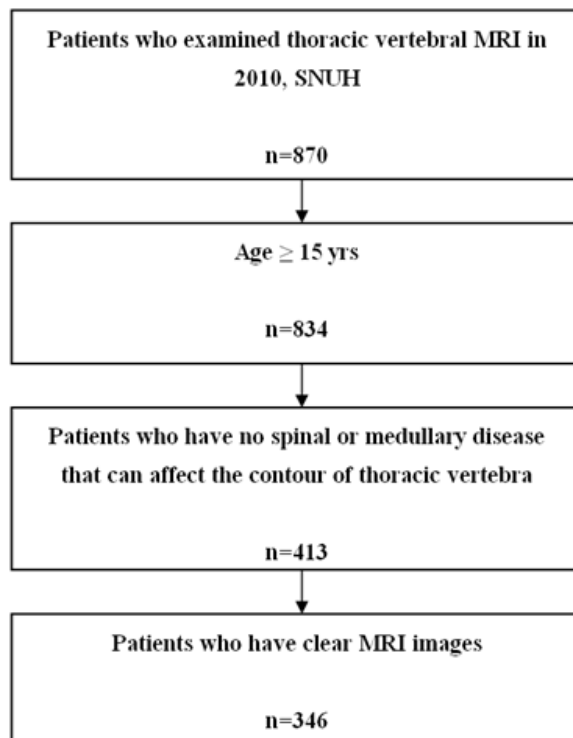 Patients who examined thoracic vertebral MRI in
2010, SNUH
n=870
Age ≥ 15 yrs
n=834
Patients who have no spinal or medullary disease
that can affect the contour of thoracic vertebra
n=413
Patients who have clear MRI images
n=346